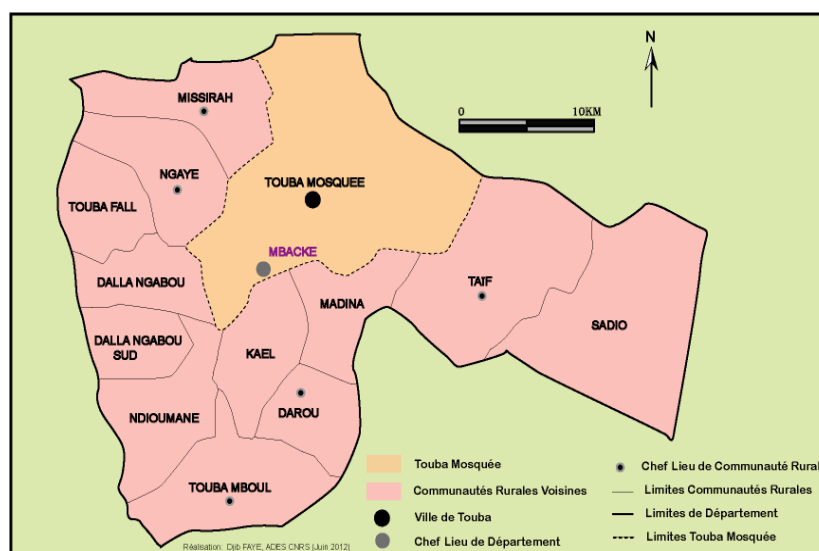 N
MISSIRAH
0 10KM
NGAYE
TOUBA MOSQUEE
TOUBA FALL
MBACKE
DALLA NGABOU
TAIF
MADINA
SADIO
DALLA NGABOU
SUD
KAEL
NDIOUMANE
DAROU
TOUBA MBOUL
Touba Mosquée
Communautés Rurales Voisines
Ville de Touba
Chef Lieu de Département
Chef Lieu de Communauté Rural
Limites Communautés Rurales
Limites de Département
Limites Touba Mosquée
Réalisation: Djib FAYE, ADES CNRS (Juin 2012)